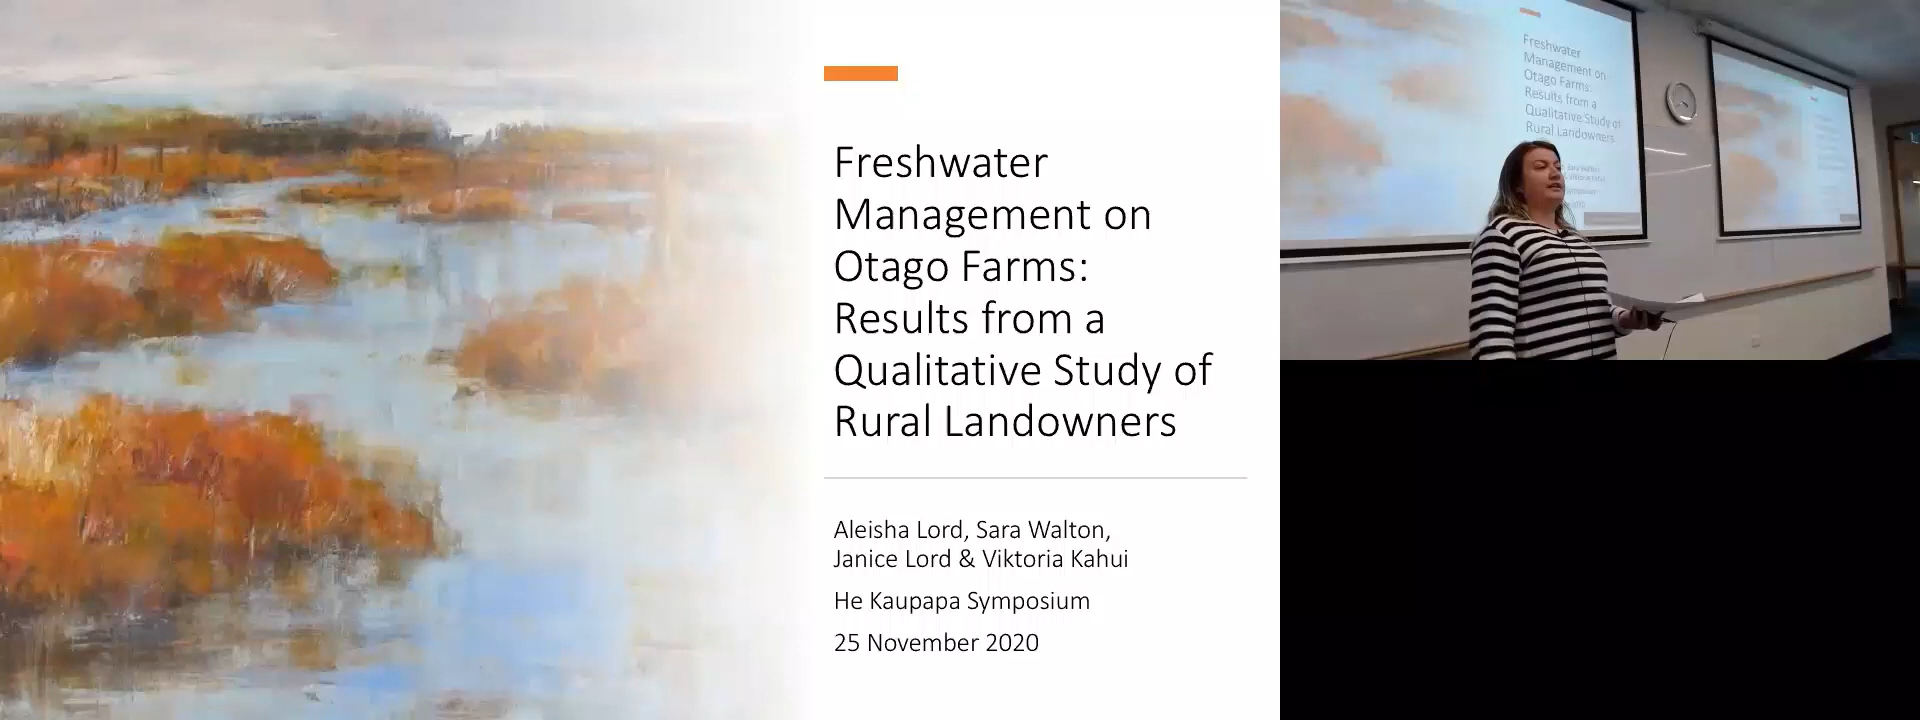 Freshwater
Management on
Otago Farms:
Results from a
Qualitative Study of
Rural Landowners
Aleisha Lord, Sara Walton,
Janice Lord & Viktoria Kahui
He Kaupapa Symposium
25 November 2020
Freshwater
Management on
Otago Farms:
Results from a
Qualitative Study of
Rural Landowners